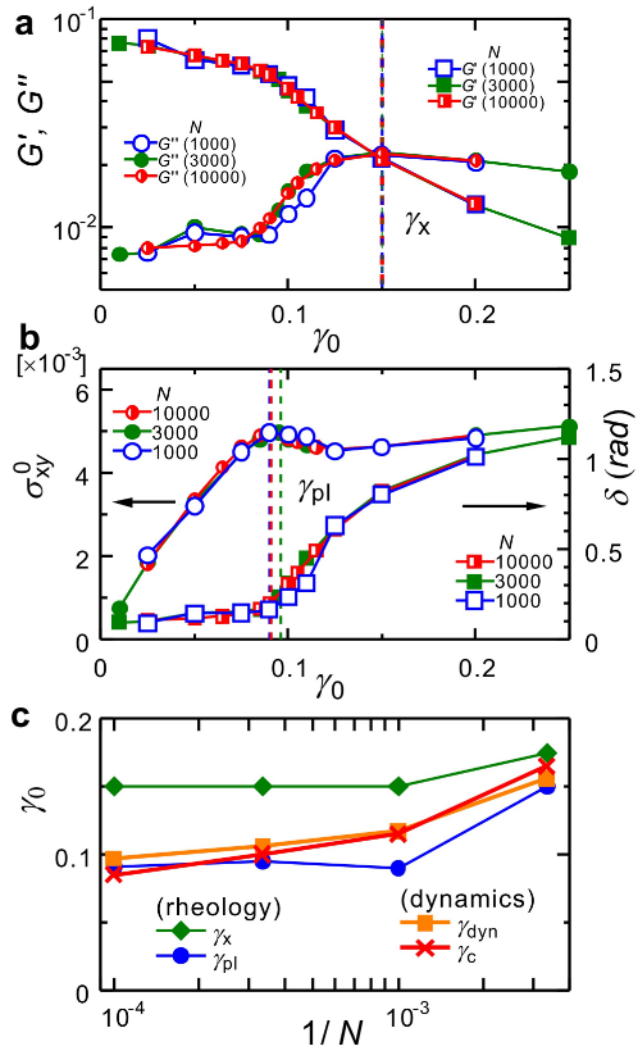 a
10⁻¹
10⁻²
G', G''
N
G' (1000)
G' (3000)
G' (10000)
N
G'' (1000)
G'' (3000)
G'' (10000)
γx
0 0.1 0.2
γ0
b
[×10⁻³]
6
4
2
0
σ⁰xy
N
10000
3000
1000
γpl
1.5
1
0.5
0
δ (rad)
N
10000
3000
1000
0 0.1 0.2
γ0
c
0.2
0.1
0
γ0
(rheology)
γx
γpl
(dynamics)
γdyn
γc
10⁻⁴ 10⁻³
1/ N